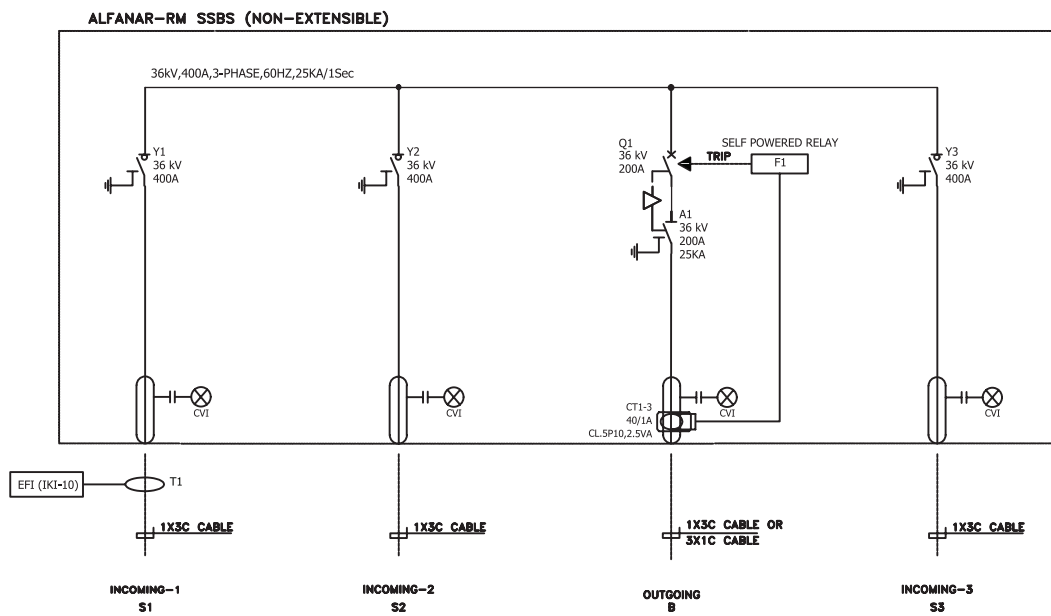 ALFANAR-RM SSBS (NON-EXTENSIBLE)
36kV,400A,3-PHASE,60HZ,25KA/1Sec
Y1
36 kV
400A
Y2
36 kV
400A
Q1
36 kV
200A
TRIP
SELF POWERED RELAY
F1
Y3
36 kV
400A
A1
36 kV
200A
25KA
CVI
CVI
CT1-3
40/1A
CL.5P10,2.5VA
CVI
CVI
EFI (IKI-10)
T1
1X3C CABLE
1X3C CABLE
1X3C CABLE OR
3X1C CABLE
1X3C CABLE
INCOMING-1
S1
INCOMING-2
S2
OUTGOING
B
INCOMING-3
S3